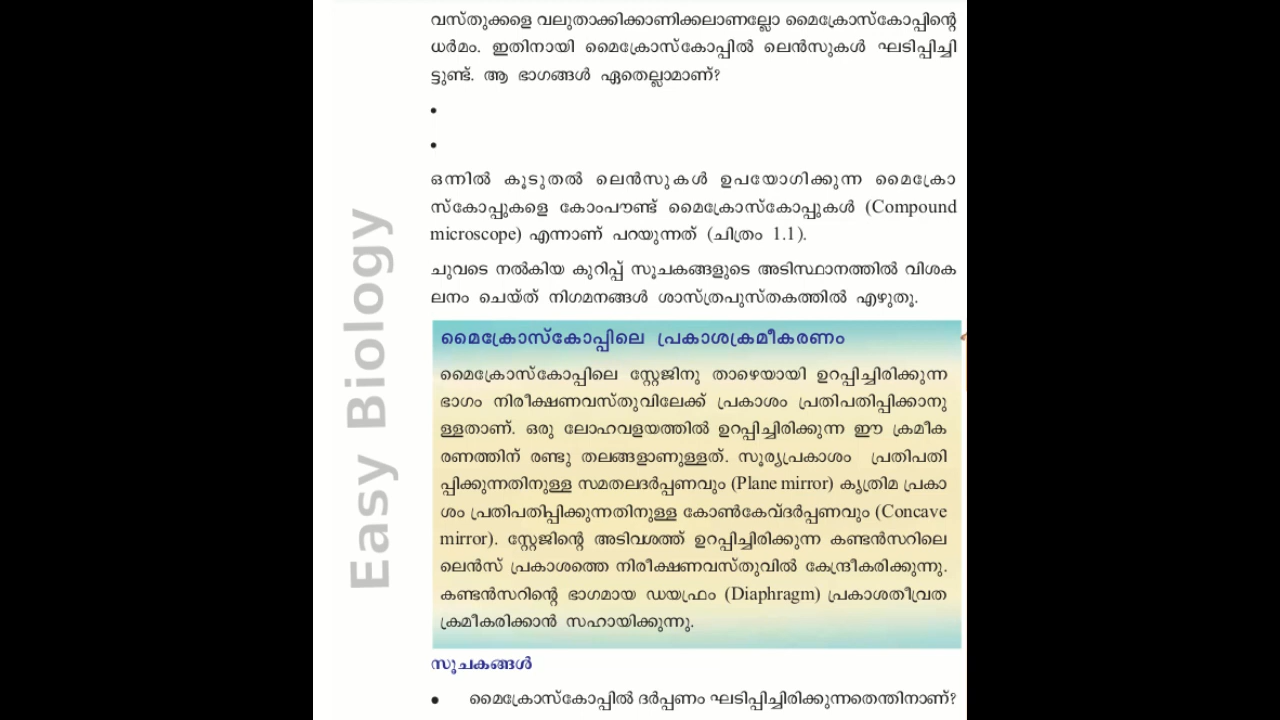 വസ്തുക്കളെ വലുതാക്കിക്കാണിക്കലാണല്ലോ മൈക്രോസ്കോപ്പിന്റെ
ധർമം. ഇതിനായി മൈക്രോസ്കോപ്പിൽ ലെൻസുകൾ ഘടിപ്പിച്ചി
ട്ടുണ്ട്. ആ ഭാഗങ്ങൾ ഏതെല്ലാമാണ്?
•
•
ഒന്നിൽ കൂടുതൽ ലെൻസുകൾ ഉപയോഗിക്കുന്ന മൈക്രോ
സ്കോപ്പുകളെ കോംപൗണ്ട് മൈക്രോസ്കോപ്പുകൾ (Compound
microscope) എന്നാണ് പറയുന്നത് (ചിത്രം 1.1).
ചുവടെ നൽകിയ കുറിപ്പ് സൂചകങ്ങളുടെ അടിസ്ഥാനത്തിൽ വിശക
ലനം ചെയ്ത് നിഗമനങ്ങൾ ശാസ്ത്രപുസ്തകത്തിൽ എഴുതൂ.
മൈക്രോസ്കോപ്പിലെ പ്രകാശക്രമീകരണം
മൈക്രോസ്കോപ്പിലെ സ്റ്റേജിനു താഴെയായി ഉറപ്പിച്ചിരിക്കുന്ന
ഭാഗം നിരീക്ഷണവസ്തുവിലേക്ക് പ്രകാശം പ്രതിപതിപ്പിക്കാനു
ള്ളതാണ്. ഒരു ലോഹവളയത്തിൽ ഉറപ്പിച്ചിരിക്കുന്ന ഈ ക്രമീക
രണത്തിന് രണ്ടു തലങ്ങളാണുള്ളത്. സൂര്യപ്രകാശം പ്രതിപതി
പ്പിക്കുന്നതിനുള്ള സമതലദർപ്പണവും (Plane mirror) കൃത്രിമ പ്രകാ
ശം പ്രതിപതിപ്പിക്കുന്നതിനുള്ള കോൺകേവ്ദർപ്പണവും (Concave
mirror). സ്റ്റേജിന്റെ അടിവശത്ത് ഉറപ്പിച്ചിരിക്കുന്ന കണ്ടൻസറിലെ
ലെൻസ് പ്രകാശത്തെ നിരീക്ഷണവസ്തുവിൽ കേന്ദ്രീകരിക്കുന്നു.
കണ്ടൻസറിന്റെ ഭാഗമായ ഡയഫ്രം (Diaphragm) പ്രകാശതീവ്രത
ക്രമീകരിക്കാൻ സഹായിക്കുന്നു.
സൂചകങ്ങൾ
• മൈക്രോസ്കോപ്പിൽ ദർപ്പണം ഘടിപ്പിച്ചിരിക്കുന്നതെന്തിനാണ്?
Easy Biology